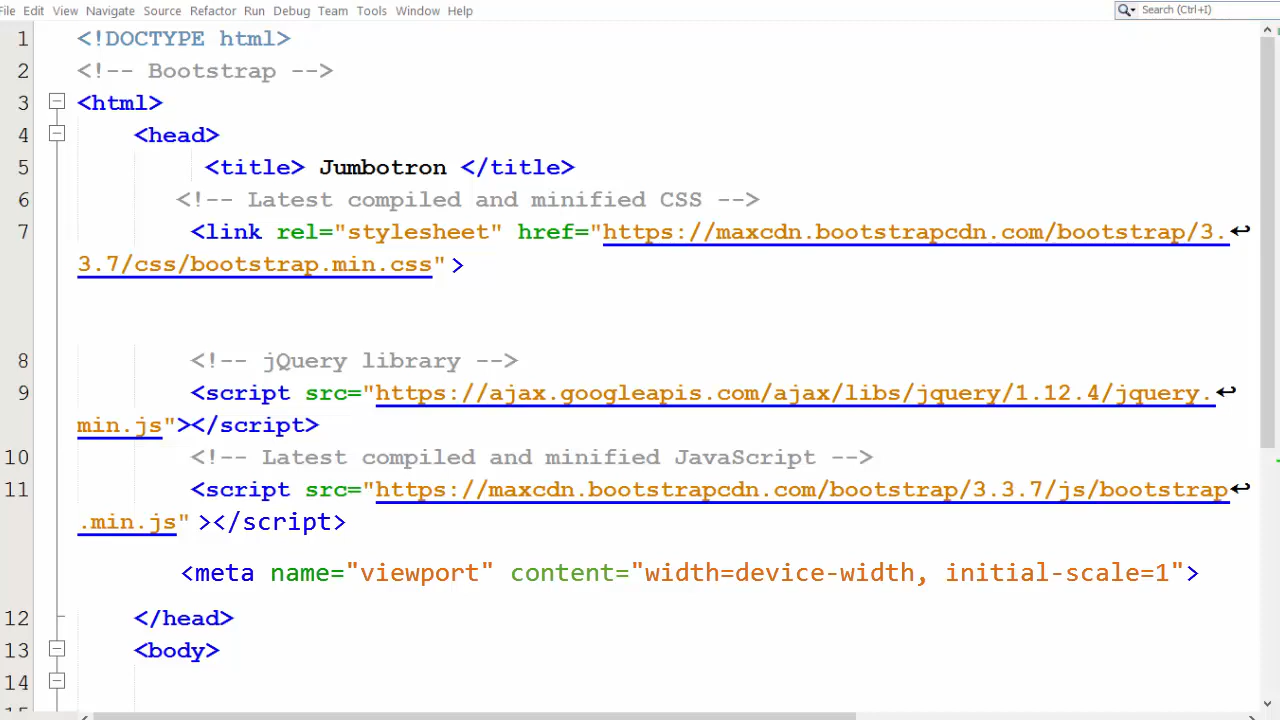 File Edit View Navigate Source Refactor Run Debug Team Tools Window Help Search (Ctrl+I)
1 <!DOCTYPE html>
2 <!-- Bootstrap -->
3 <html>
4 <head>
5 <title> Jumbotron </title>
6 <!-- Latest compiled and minified CSS -->
7 <link rel="stylesheet" href="https://maxcdn.bootstrapcdn.com/bootstrap/3.
3.7/css/bootstrap.min.css" >
8 <!-- jQuery library -->
9 <script src="https://ajax.googleapis.com/ajax/libs/jquery/1.12.4/jquery.
min.js"></script>
10 <!-- Latest compiled and minified JavaScript -->
11 <script src="https://maxcdn.bootstrapcdn.com/bootstrap/3.3.7/js/bootstrap
.min.js" ></script>
<meta name="viewport" content="width=device-width, initial-scale=1">
12 </head>
13 <body>
14